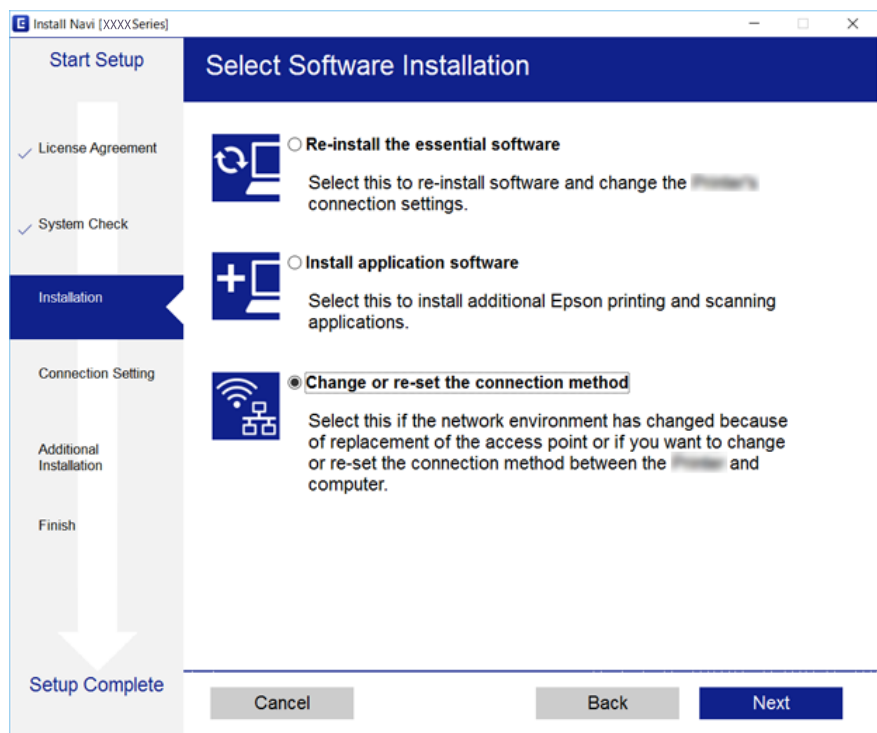 E Install Navi [XXXX Series]
Start Setup
Select Software Installation
License Agreement
System Check
Installation
Connection Setting
Additional
Installation
Finish
Setup Complete
Re-install the essential software
Select this to re-install software and change the
connection settings.
Install application software
Select this to install additional Epson printing and scanning
applications.
Change or re-set the connection method
Select this if the network environment has changed because
of replacement of the access point or if you want to change
or re-set the connection method between the and
computer.
Cancel
Back
Next